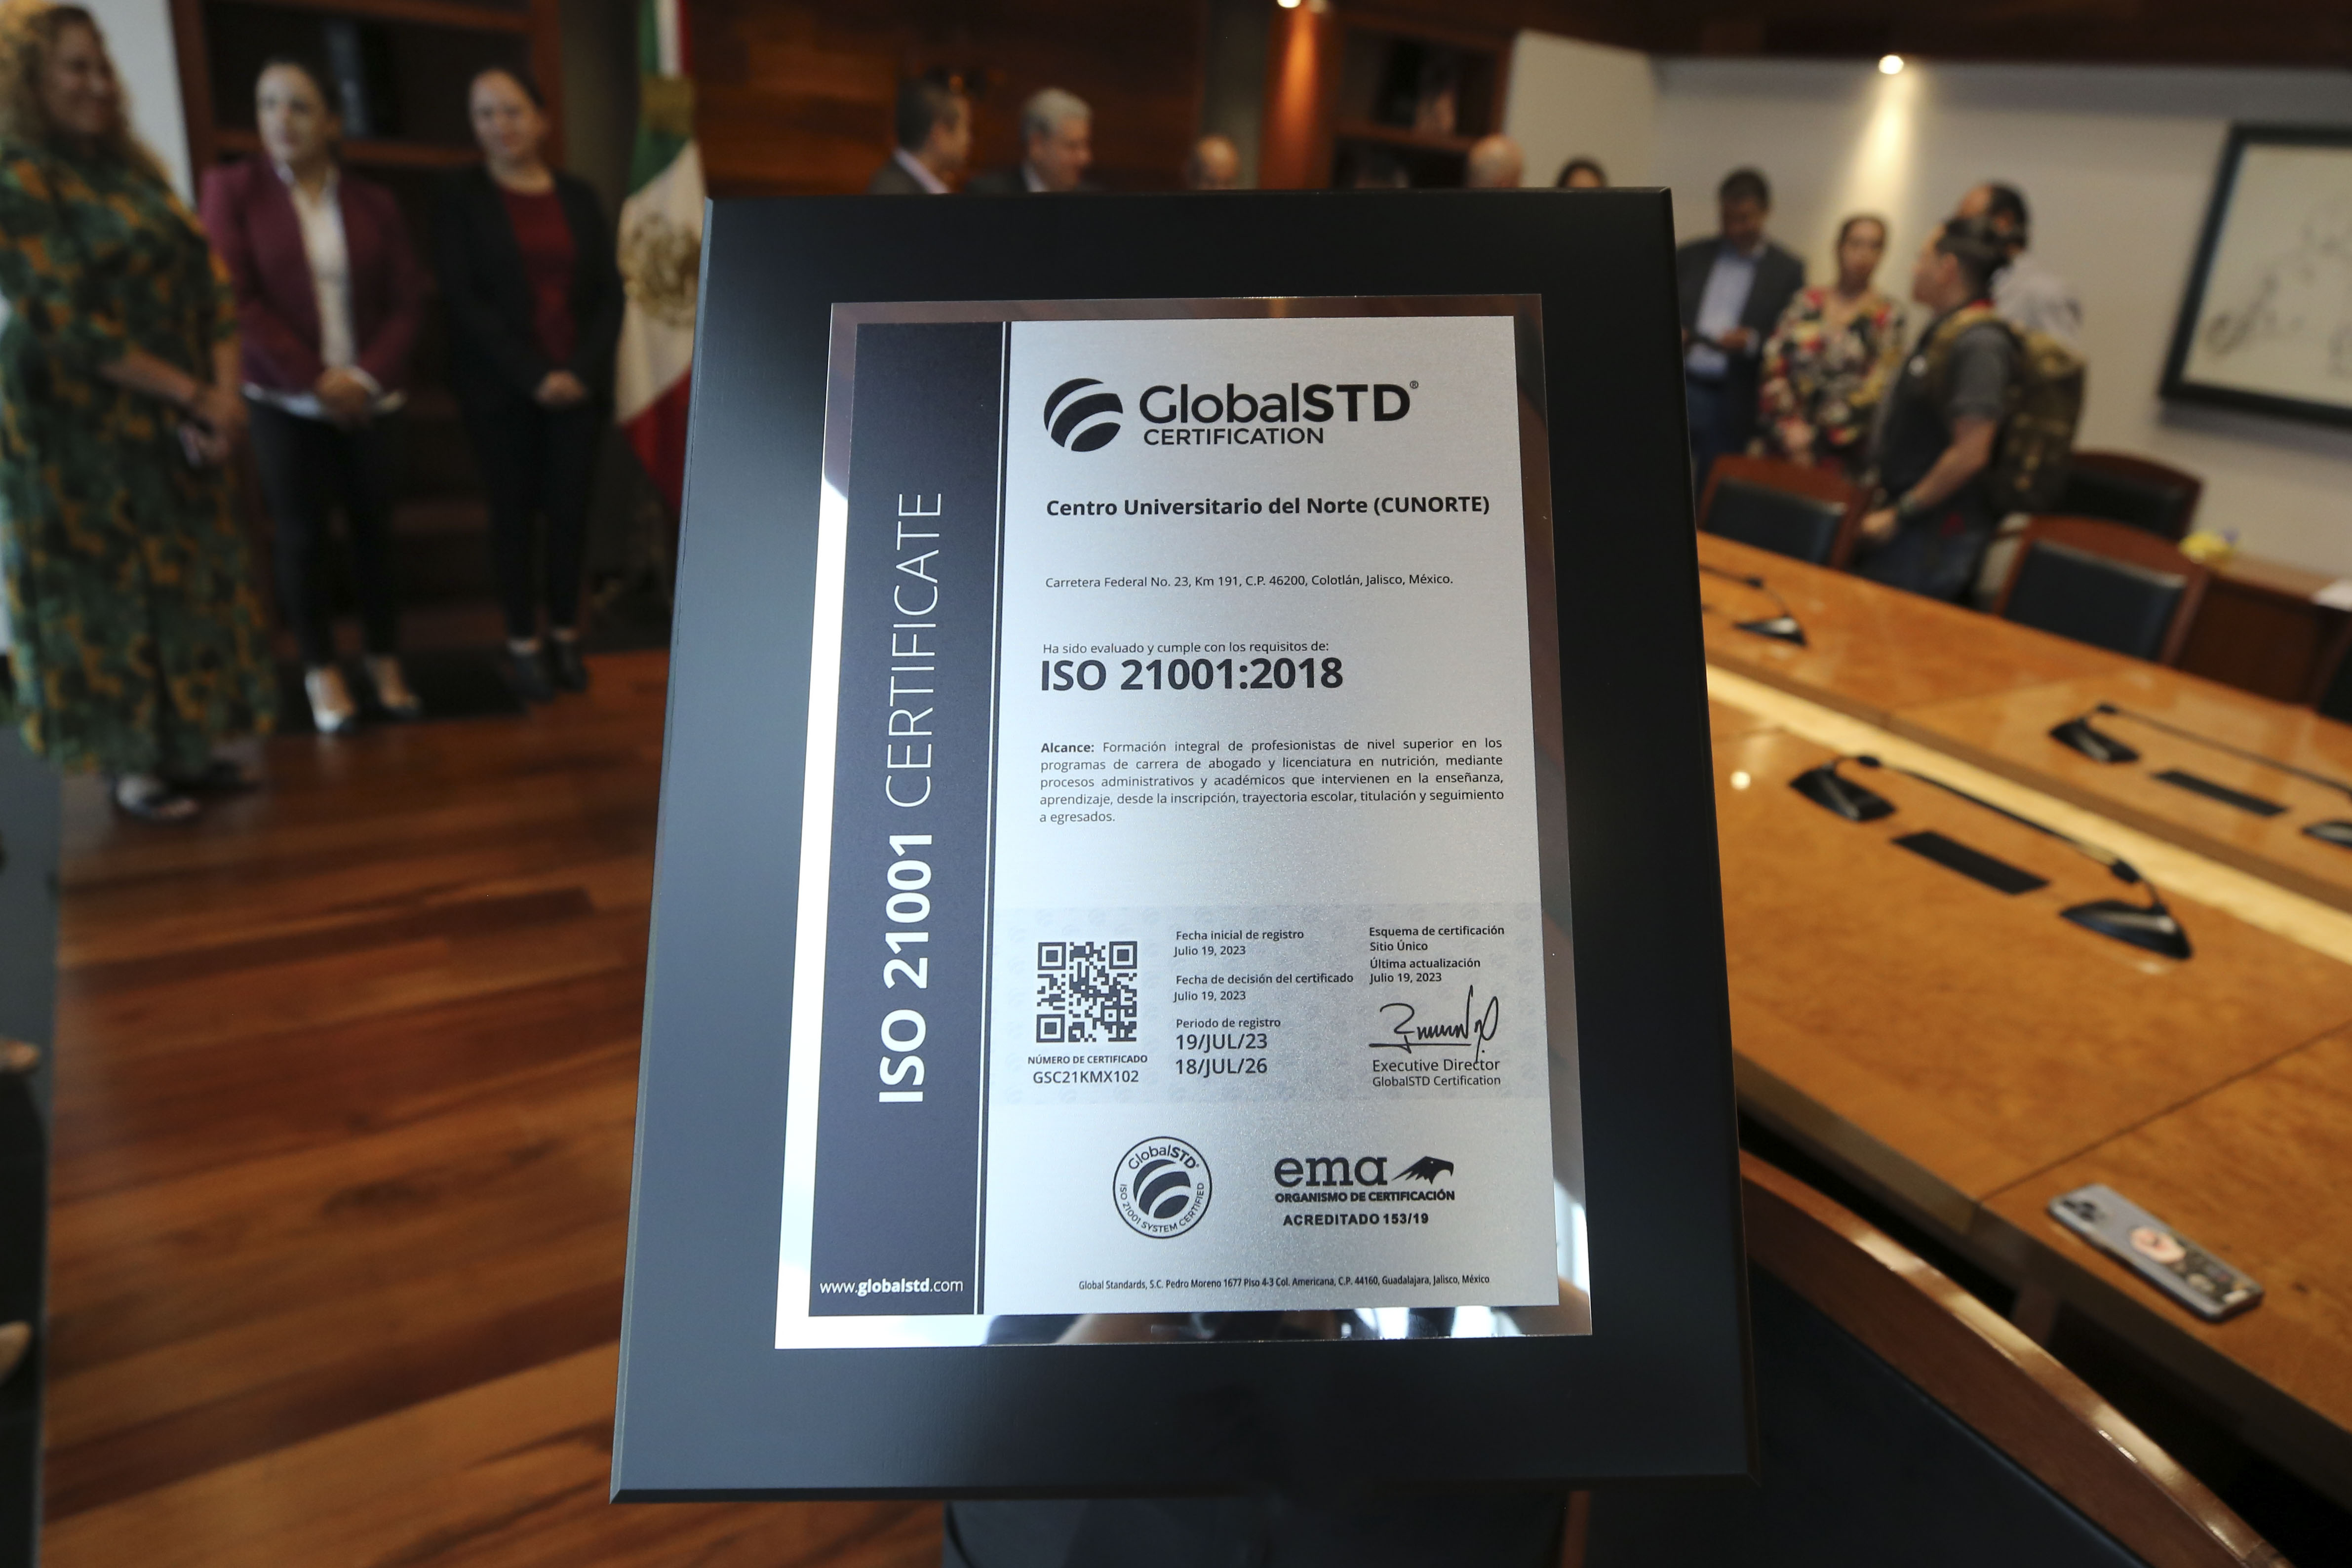 ISO 21001 CERTIFICATE
www.globalstd.com
GlobalSTD®
CERTIFICATION
Centro Universitario del Norte (CUNORTE)
Carretera Federal No. 23, Km 191, C.P. 46200, Colotlán, Jalisco, México.
Ha sido evaluado y cumple con los requisitos de:
ISO 21001:2018
Alcance: Formación integral de profesionistas de nivel superior en los
programas de carrera de abogado y licenciatura en nutrición, mediante
procesos administrativos y académicos que intervienen en la enseñanza,
aprendizaje, desde la inscripción, trayectoria escolar, titulación y seguimiento
a egresados.
NÚMERO DE CERTIFICADO
GSC21KMX102
Fecha inicial de registro
Julio 19, 2023
Fecha de decisión del certificado
Julio 19, 2023
Periodo de registro
19/JUL/23
18/JUL/26
Esquema de certificación
Sitio Único
Última actualización
Julio 19, 2023
Executive Director
GlobalSTD Certification
GlobalSTD®
ISO 21001 SYSTEM CERTIFIED
ema
ORGANISMO DE CERTIFICACIÓN
ACREDITADO 153/19
Global Standards, S.C. Pedro Moreno 1677 Piso 4-3 Col. Americana, C.P. 44160, Guadalajara, Jalisco, México